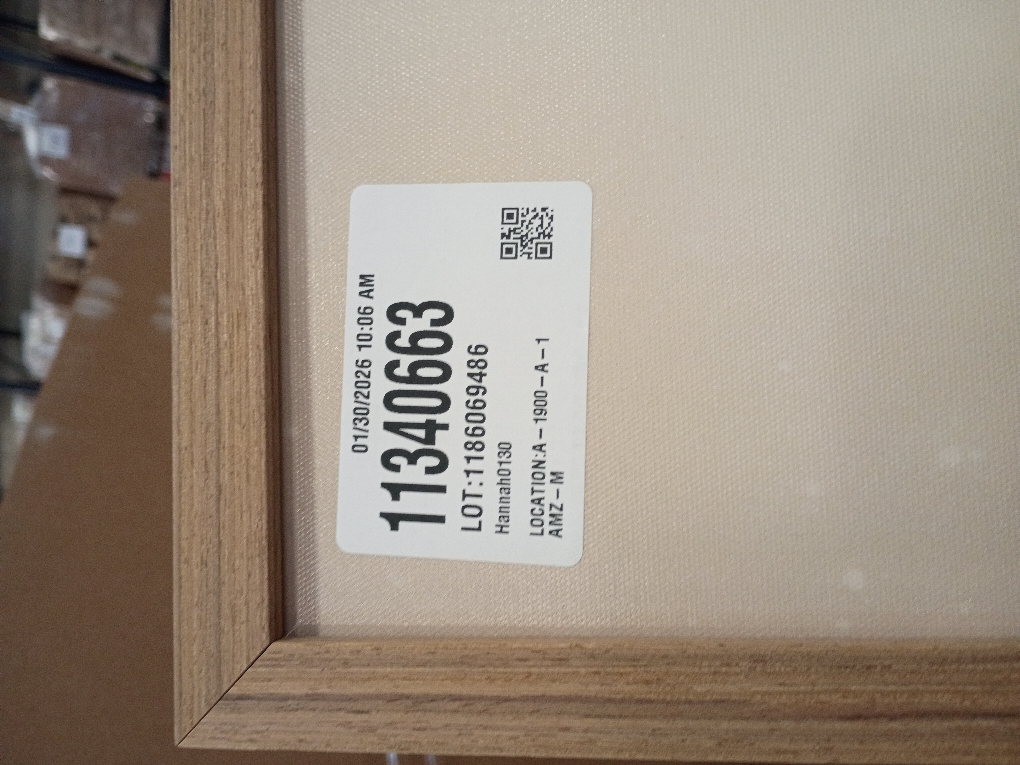 01/30/2026 10:06 AM
11340663
LOT:1186069486
Hannah0130
LOCATION:A-1900-A-1
AMZ-M